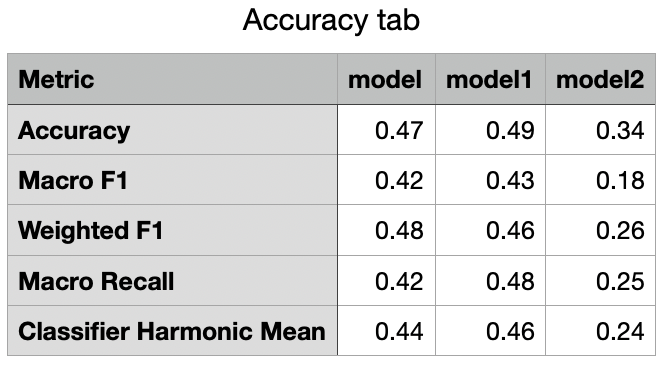 Accuracy tab
Metric model model1 model2
Accuracy 0.47 0.49 0.34
Macro F1 0.42 0.43 0.18
Weighted F1 0.48 0.46 0.26
Macro Recall 0.42 0.48 0.25
Classifier Harmonic Mean 0.44 0.46 0.24